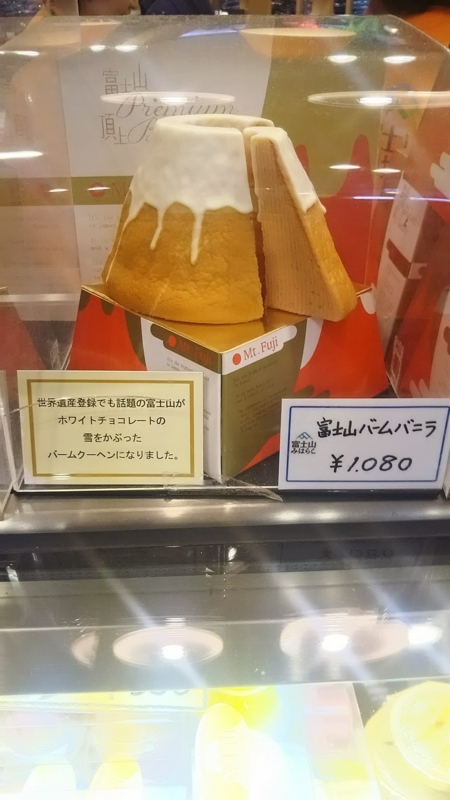 富士山
Premium
頂上
Mt. Fuji
世界遺産登録でも話題の富士山が
ホワイトチョコレートの
雪をかぶった
バームクーヘンになりました。
富士山バームバニラ
富士山
みはらし
¥1.080